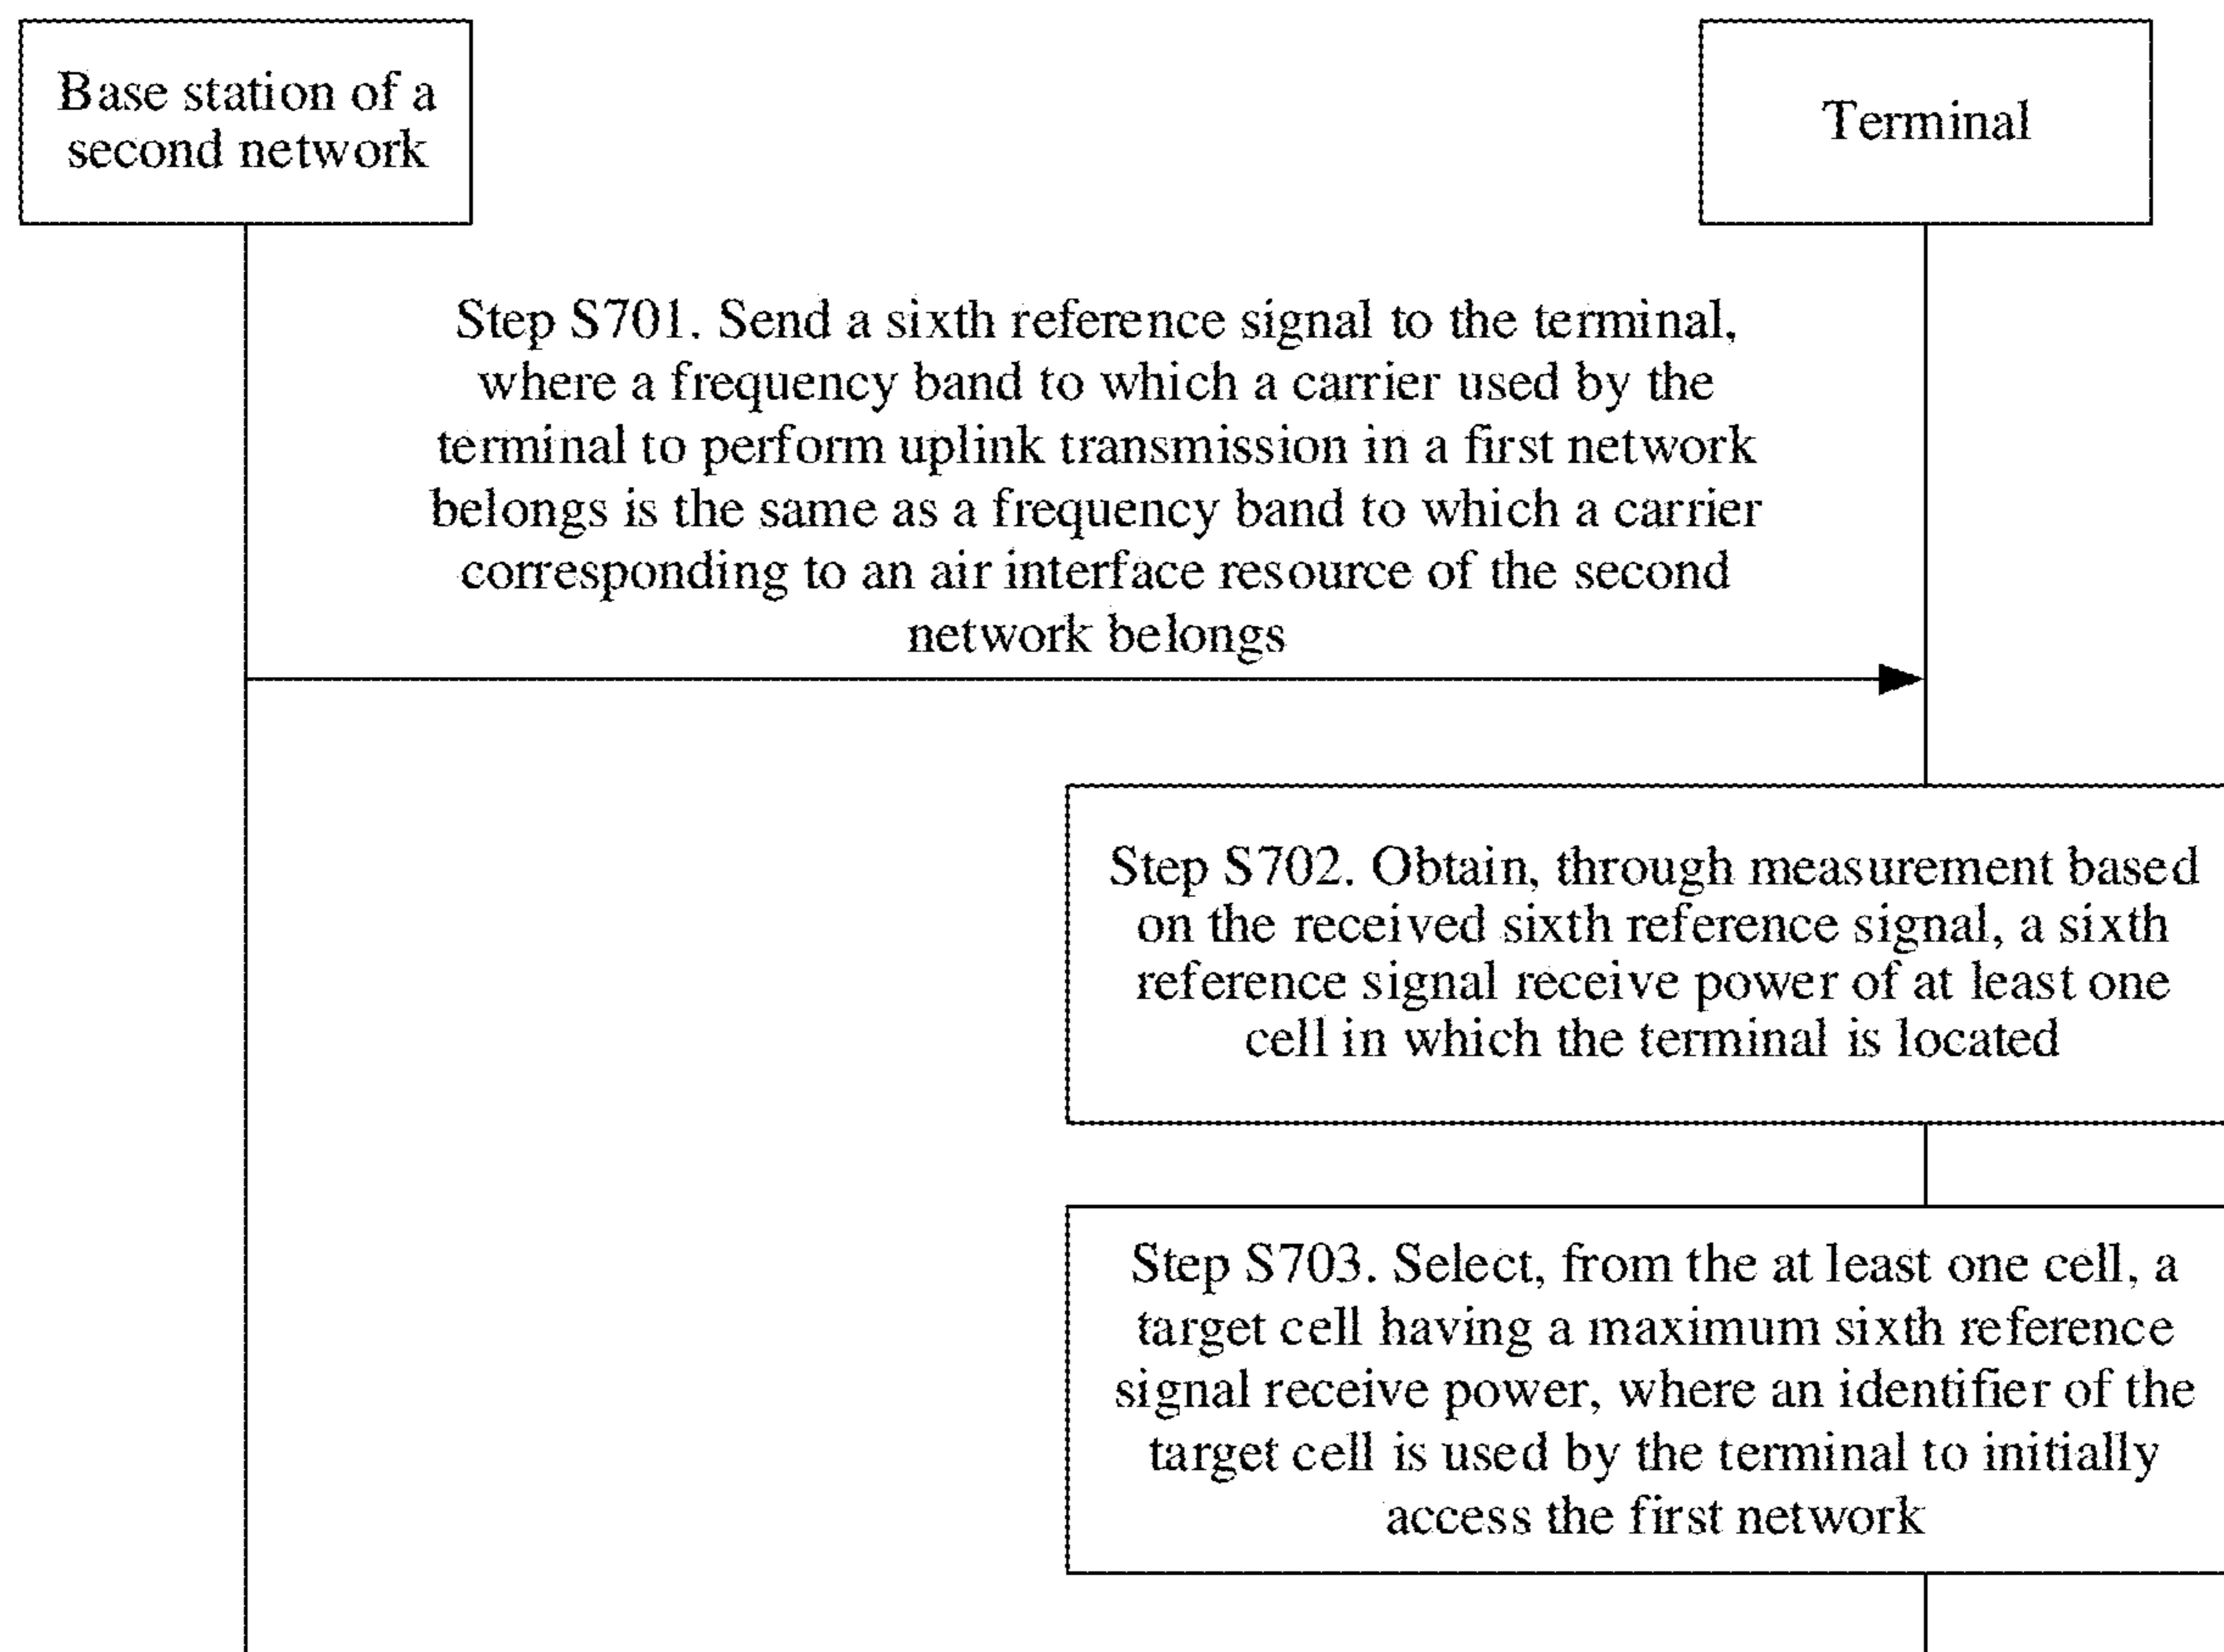 Base station of a
second network
Terminal
Step S701. Send a sixth reference signal to the terminal,
where a frequency band to which a carrier used by the
terminal to perform uplink transmission in a first network
belongs is the same as a frequency band to which a carrier
corresponding to an air interface resource of the second
network belongs
Step S702. Obtain, through measurement based
on the received sixth reference signal, a sixth
reference signal receive power of at least one
cell in which the terminal is located
Step S703. Select, from the at least one cell, a
target cell having a maximum sixth reference
signal receive power, where an identifier of the
target cell is used by the terminal to initially
access the first network